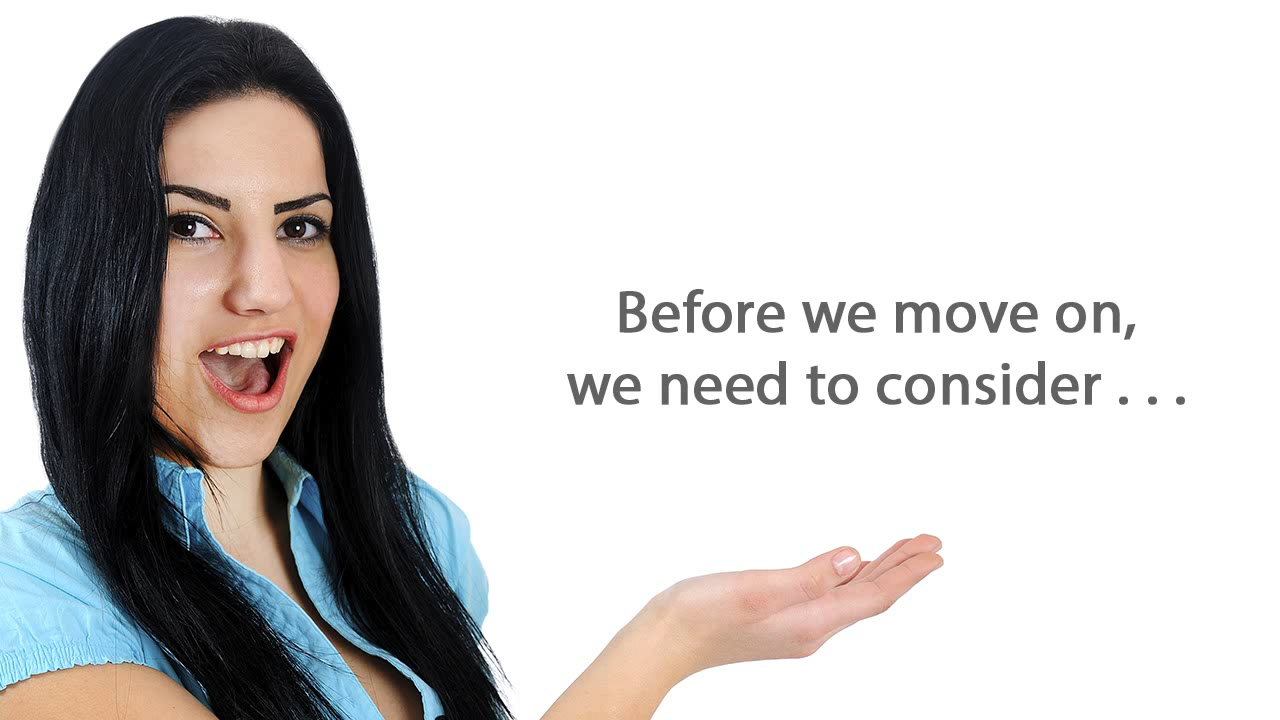 Before we move on,
we need to consider . . .